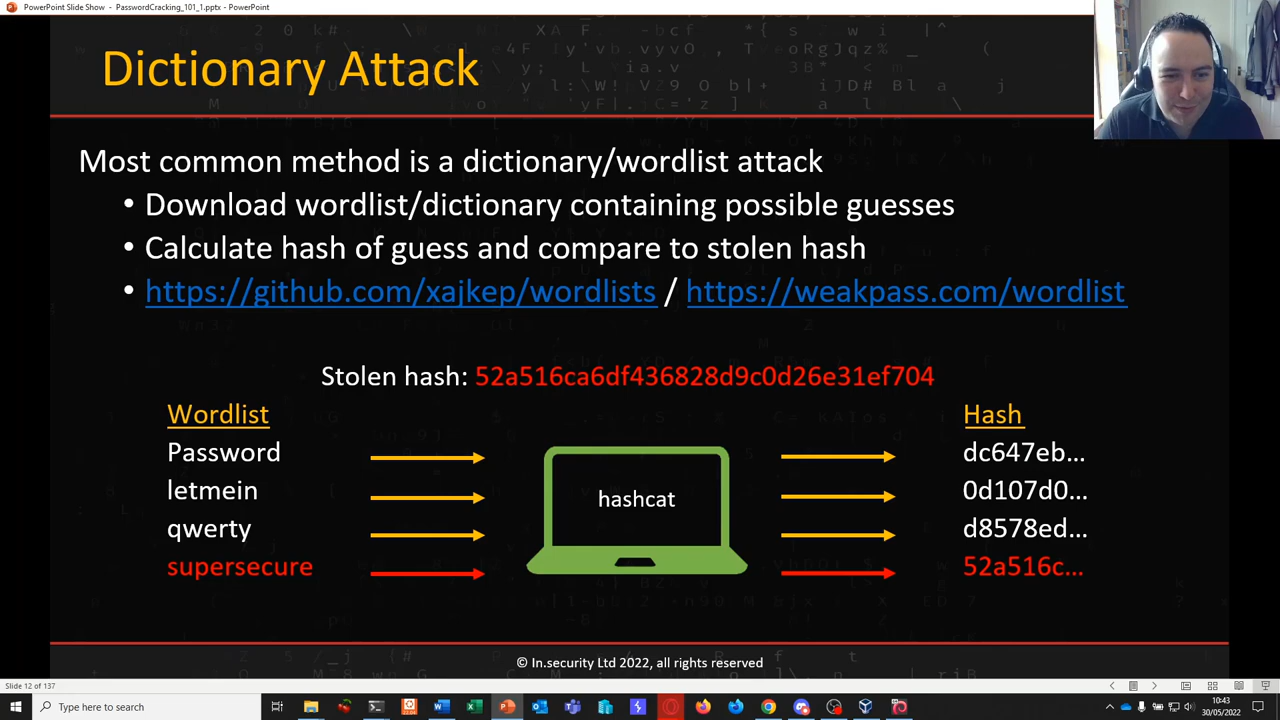 PowerPoint Slide Show - PasswordCracking_101_1.pptx - PowerPoint
Dictionary Attack
Most common method is a dictionary/wordlist attack
• Download wordlist/dictionary containing possible guesses
• Calculate hash of guess and compare to stolen hash
• https://github.com/xajkep/wordlists / https://weakpass.com/wordlist
Stolen hash: 52a516ca6df436828d9c0d26e31ef704
Wordlist Hash
Password dc647eb...
letmein 0d107d0...
hashcat
qwerty d8578ed...
supersecure 52a516c...
© In.security Ltd 2022, all rights reserved
Slide 12 of 137
Type here to search
10:43
30/05/2022